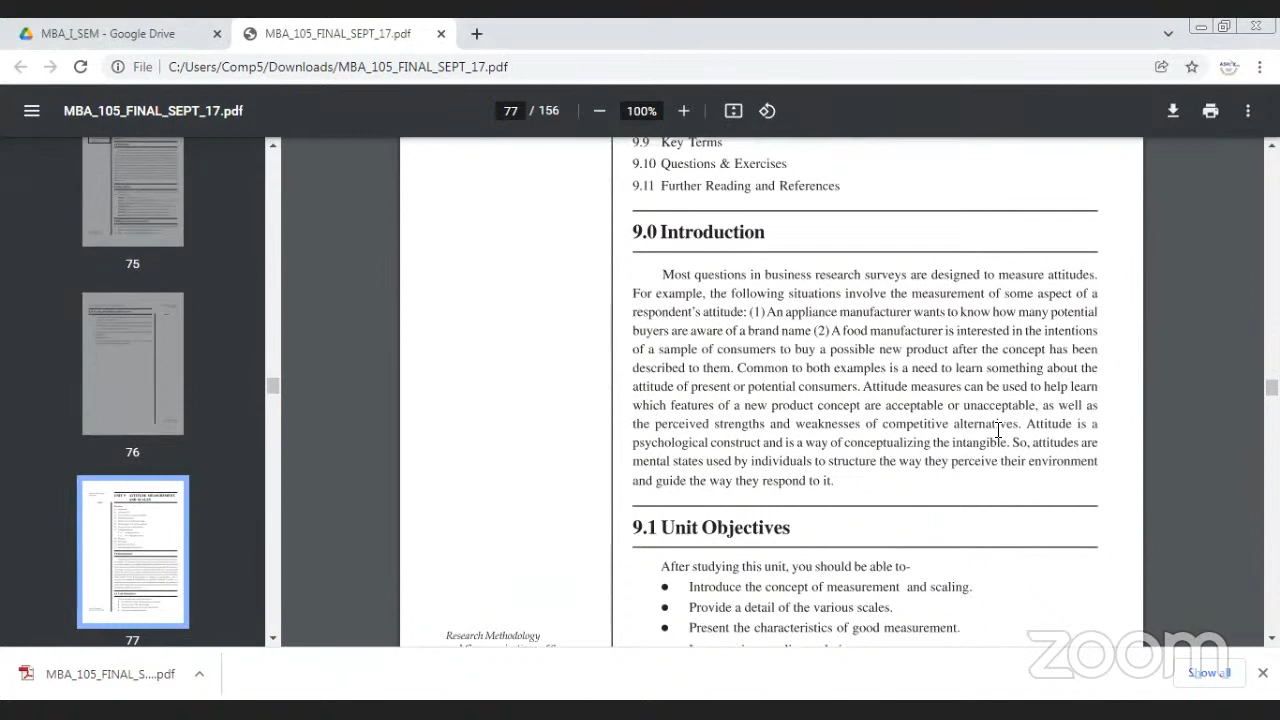 MBA_I_SEM - Google Drive
MBA_105_FINAL_SEPT_17.pdf
File C:/Users/Comp5/Downloads/MBA_105_FINAL_SEPT_17.pdf
MBA_105_FINAL_SEPT_17.pdf
77 / 156
100%
9.9 Key Terms
9.10 Questions & Exercises
9.11 Further Reading and References
9.0 Introduction
Most questions in business research surveys are designed to measure attitudes.
For example, the following situations involve the measurement of some aspect of a
respondent's attitude: (1) An appliance manufacturer wants to know how many potential
buyers are aware of a brand name (2) A food manufacturer is interested in the intentions
of a sample of consumers to buy a possible new product after the concept has been
described to them. Common to both examples is a need to learn something about the
attitude of present or potential consumers. Attitude measures can be used to help learn
which features of a new product concept are acceptable or unacceptable, as well as
the perceived strengths and weaknesses of competitive alternatives. Attitude is a
psychological construct and is a way of conceptualizing the intangible. So, attitudes are
mental states used by individuals to structure the way they perceive their environment
and guide the way they respond to it.
9.1 Unit Objectives
After studying this unit, you should be able to-
● Introduce the concept of measurement and scaling.
● Provide a detail of the various scales.
● Present the characteristics of good measurement.
Research Methodology
75
76
77
MBA_105_FINAL_S....pdf
Show all
zoom